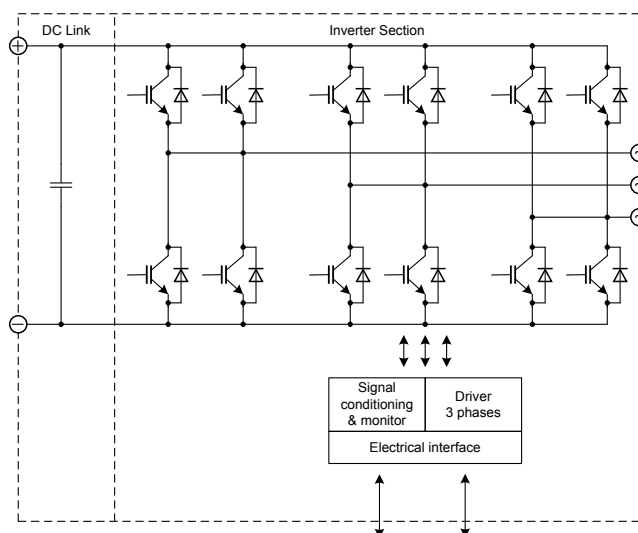 DC Link
Inverter Section
+
~
~
~
−
Signal
conditioning
& monitor
Driver
3 phases
Electrical interface